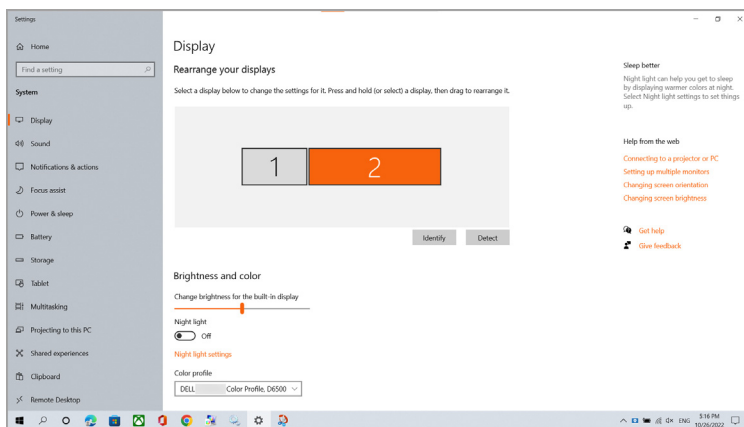 Settings
Home
Find a setting
System
Display
Sound
Notifications & actions
Focus assist
Power & sleep
Battery
Storage
Tablet
Multitasking
Projecting to this PC
Shared experiences
Clipboard
Remote Desktop
Display
Rearrange your displays
Select a display below to change the settings for it. Press and hold (or select) a display, then drag to rearrange it.
1
2
Identify
Detect
Brightness and color
Change brightness for the built-in display
Night light
Off
Night light settings
Color profile
DELL Color Profile, D6500
Sleep better
Night light can help you get to sleep
by displaying warmer colors at night.
Select Night light settings to set things
up.
Help from the web
Connecting to a projector or PC
Setting up multiple monitors
Changing screen orientation
Changing screen brightness
Get help
Give feedback
ENG
5:16 PM
10/26/2022